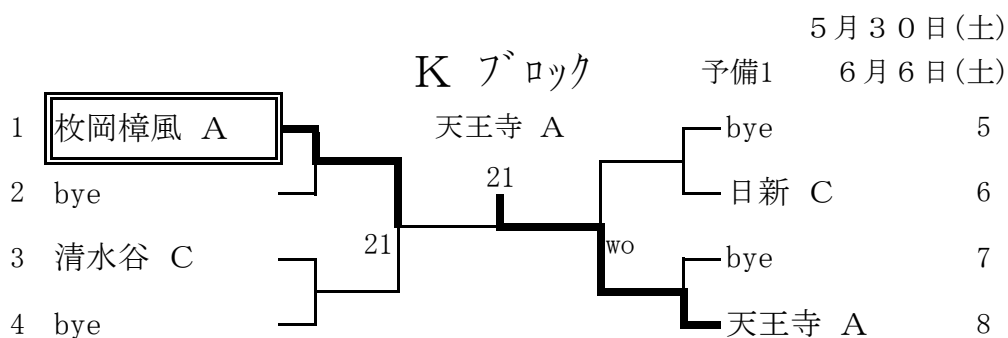 ５月３０日(土)
K ブロック 予備1 ６月６日(土)
1 枚岡樟風 A 天王寺 A bye 5
2 bye 21 日新 C 6
3 清水谷 C 21 wo bye 7
4 bye 天王寺 A 8